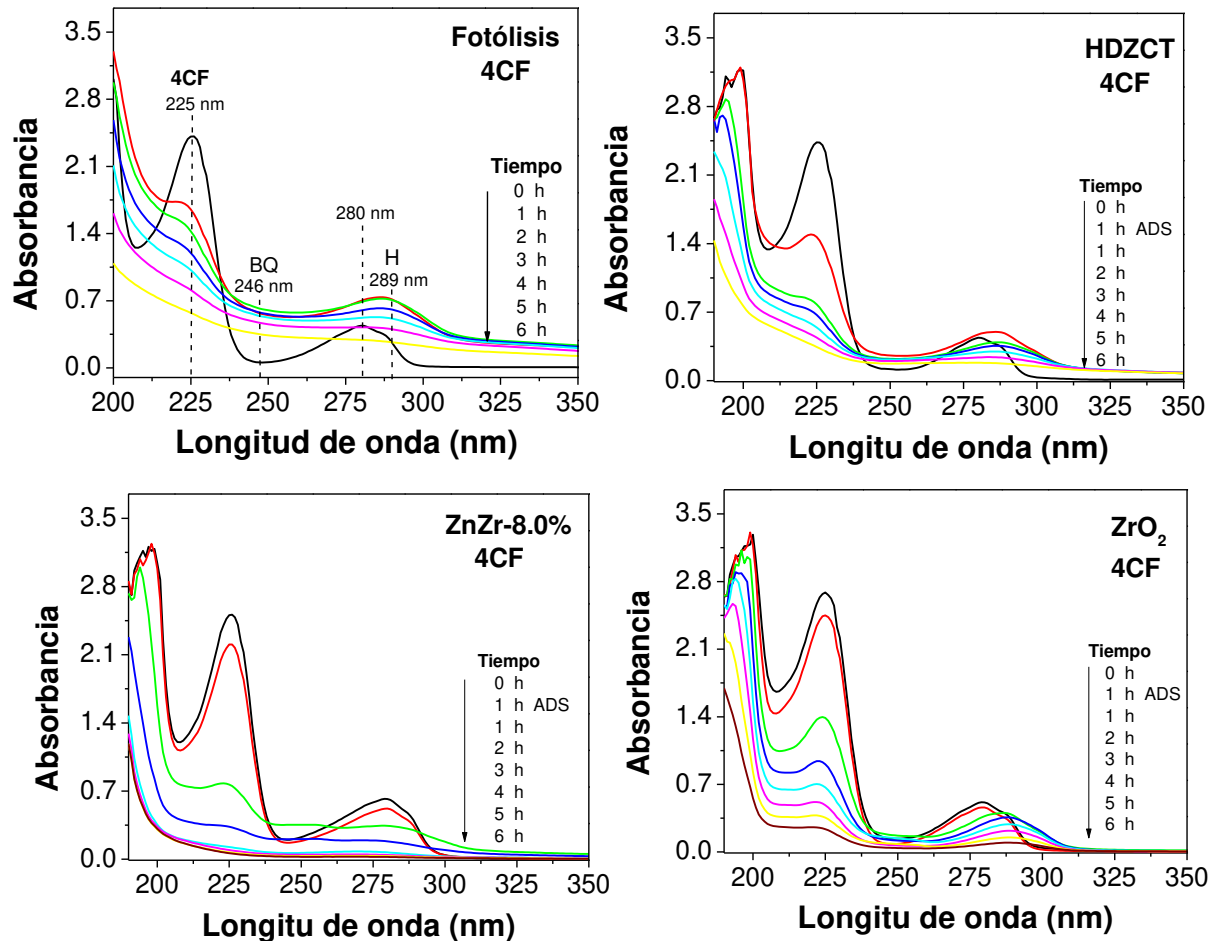 Fotólisis
4CF
4CF
225 nm
BQ
246 nm
280 nm
H
289 nm
Tiempo
0 h
1 h
2 h
3 h
4 h
5 h
6 h
3.5
2.8
2.1
1.4
0.7
0.0
200 225 250 275 300 325 350
Absorbancia
Longitud de onda (nm)
HDZCT
4CF
Tiempo
0 h
1 h ADS
1 h
2 h
3 h
4 h
5 h
6 h
3.5
2.8
2.1
1.4
0.7
0.0
200 225 250 275 300 325 350
Absorbancia
Longitu de onda (nm)
ZnZr-8.0%
4CF
Tiempo
0 h
1 h ADS
1 h
2 h
3 h
4 h
5 h
6 h
3.5
2.8
2.1
1.4
0.7
0.0
200 225 250 275 300 325 350
Absorbancia
Longitu de onda (nm)
ZrO₂
4CF
Tiempo
0 h
1 h ADS
1 h
2 h
3 h
4 h
5 h
6 h
3.5
2.8
2.1
1.4
0.7
0.0
200 225 250 275 300 325 350
Absorbancia
Longitu de onda (nm)